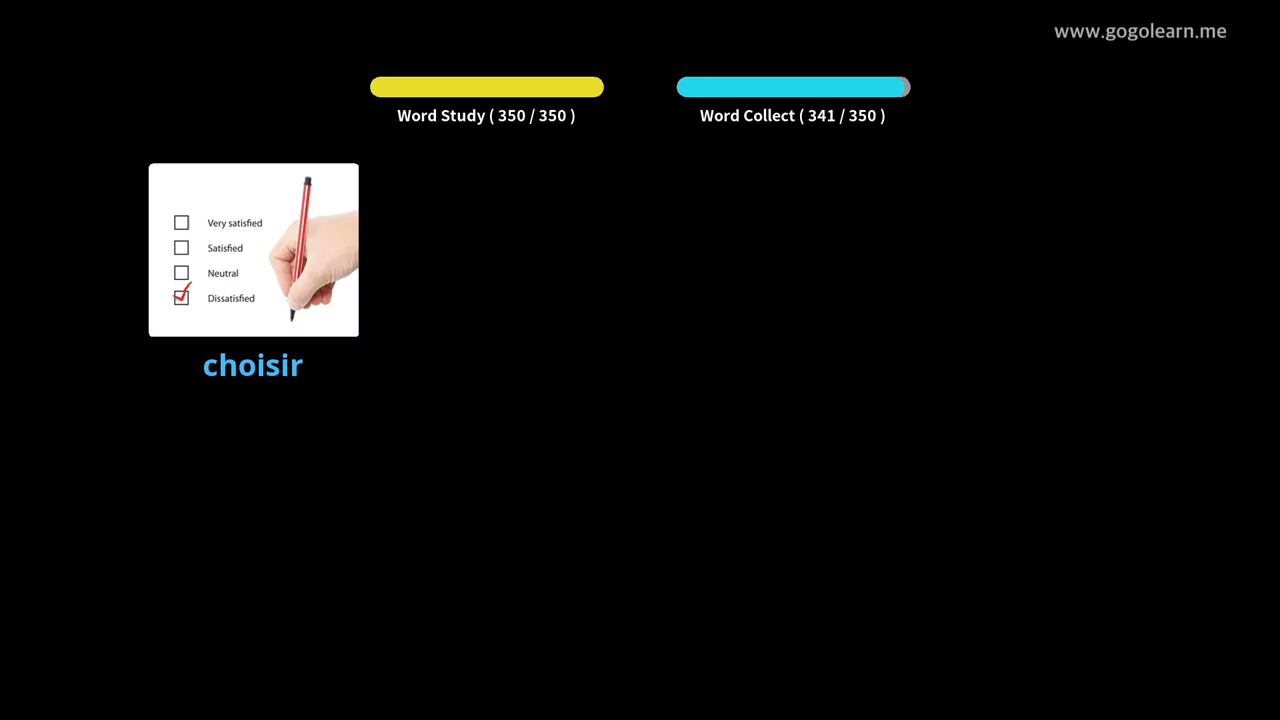 www.gogolearn.me
Word Study ( 350 / 350 )
Word Collect ( 341 / 350 )
Very satisfied
Satisfied
Neutral
Dissatisfied
choisir